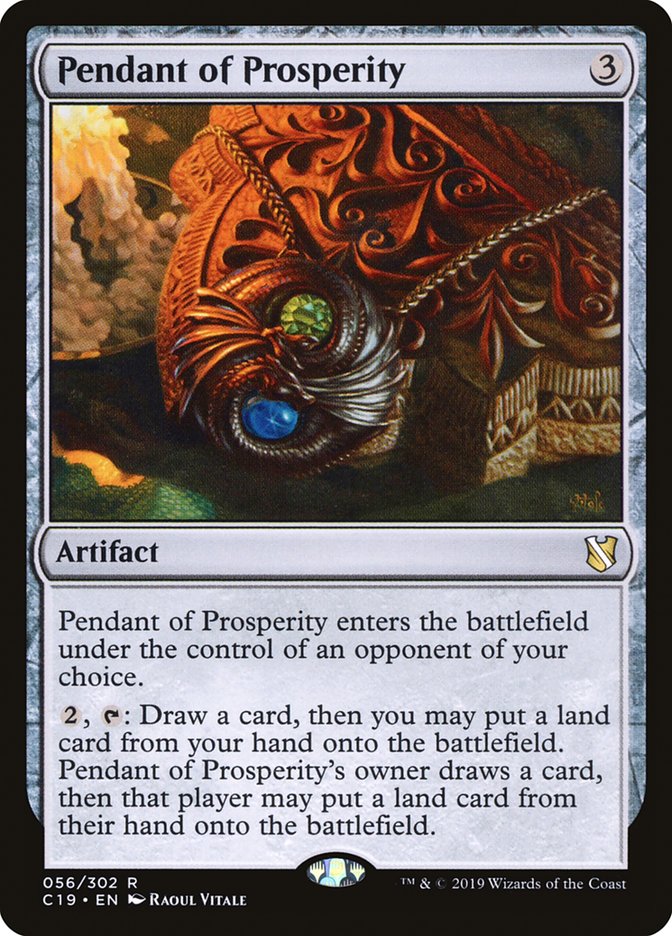 Pendant of Prosperity 3
Artifact
Pendant of Prosperity enters the battlefield
under the control of an opponent of your
choice.
2, : Draw a card, then you may put a land
card from your hand onto the battlefield.
Pendant of Prosperity's owner draws a card,
then that player may put a land card from
their hand onto the battlefield.
056/302 R
C19 • EN Raoul Vitale
™ & © 2019 Wizards of the Coast